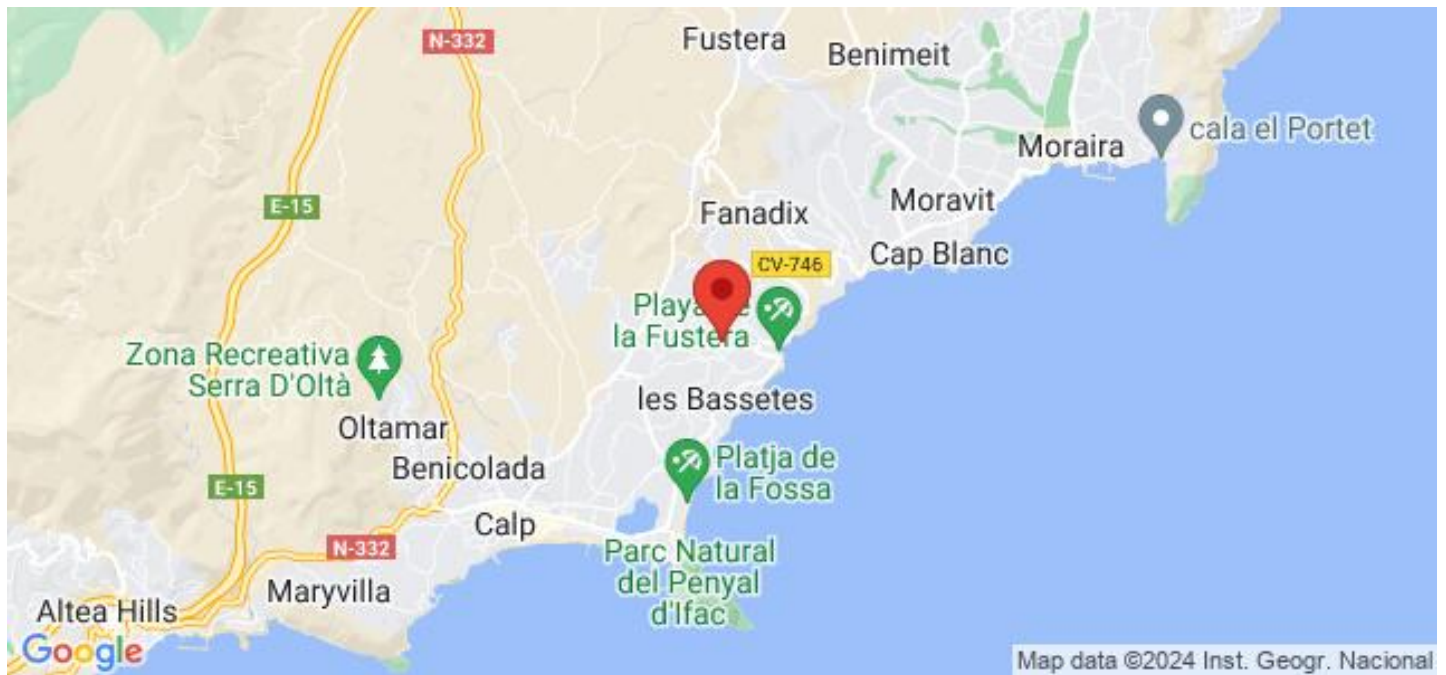 N-332
Fustera
Benimeit
cala el Portet
Moraira
E-15
Fanadix
Moravit
Cap Blanc
CV-746
Playa
la Fustera
Zona Recreativa
Serra D'Oltà
les Bassetes
Oltamar
Benicolada
Platja de
la Fossa
E-15
Calp
N-332
Parc Natural
del Penyal
d'Ifac
Maryvilla
Altea Hills
Google
Map data ©2024 Inst. Geogr. Nacional